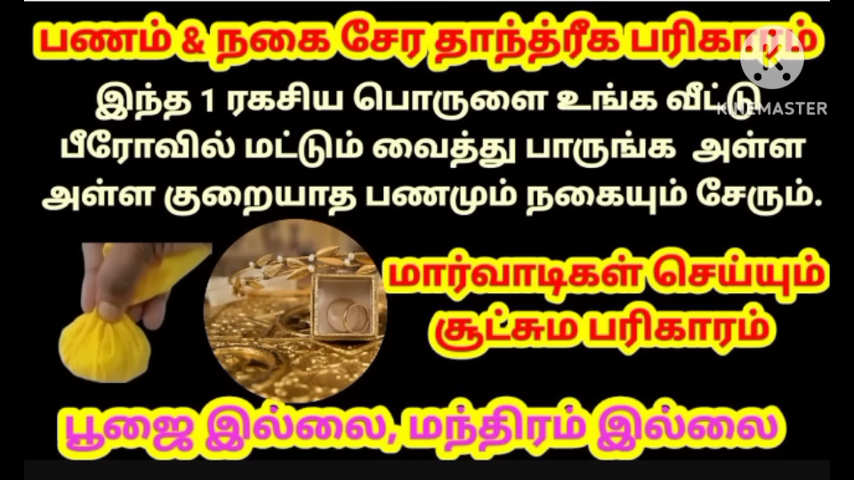 பணம் & நகை சேர தாந்த்ரீக பரிகாரம்
KINEMASTER
இந்த 1 ரகசிய பொருளை உங்க வீட்டு
பீரோவில் மட்டும் வைத்து பாருங்க அள்ள
அள்ள குறையாத பணமும் நகையும் சேரும்.
மார்வாடிகள் செய்யும்
சூட்சும பரிகாரம்
பூஜை இல்லை, மந்திரம் இல்லை